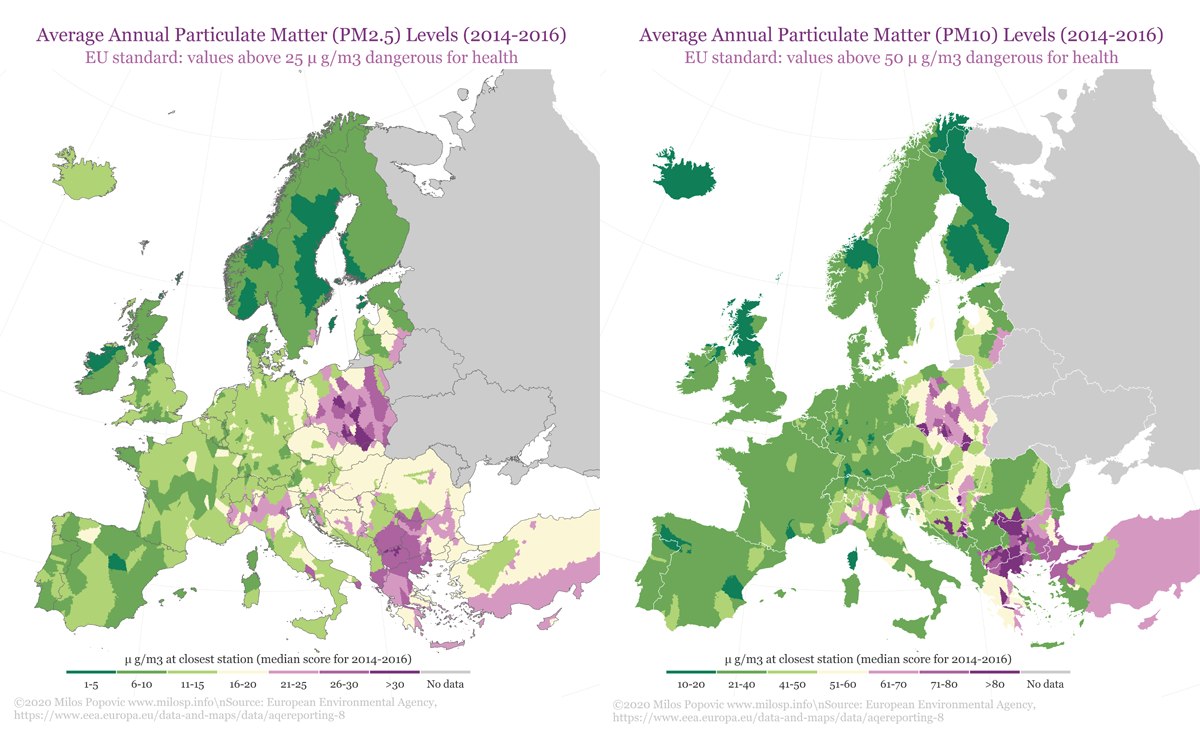 Average Annual Particulate Matter (PM2.5) Levels (2014-2016)
EU standard: values above 25 µ g/m3 dangerous for health
µ g/m3 at closest station (median score for 2014-2016)
1-5 6-10 11-15 16-20 21-25 26-30 >30 No data
©2020 Milos Popovic www.milosp.info\nSource: European Environmental Agency,
https://www.eea.europa.eu/data-and-maps/data/aqereporting-8
Average Annual Particulate Matter (PM10) Levels (2014-2016)
EU standard: values above 50 µ g/m3 dangerous for health
µ g/m3 at closest station (median score for 2014-2016)
10-20 21-40 41-50 51-60 61-70 71-80 >80 No data
©2020 Milos Popovic www.milosp.info\nSource: European Environmental Agency,
https://www.eea.europa.eu/data-and-maps/data/aqereporting-8